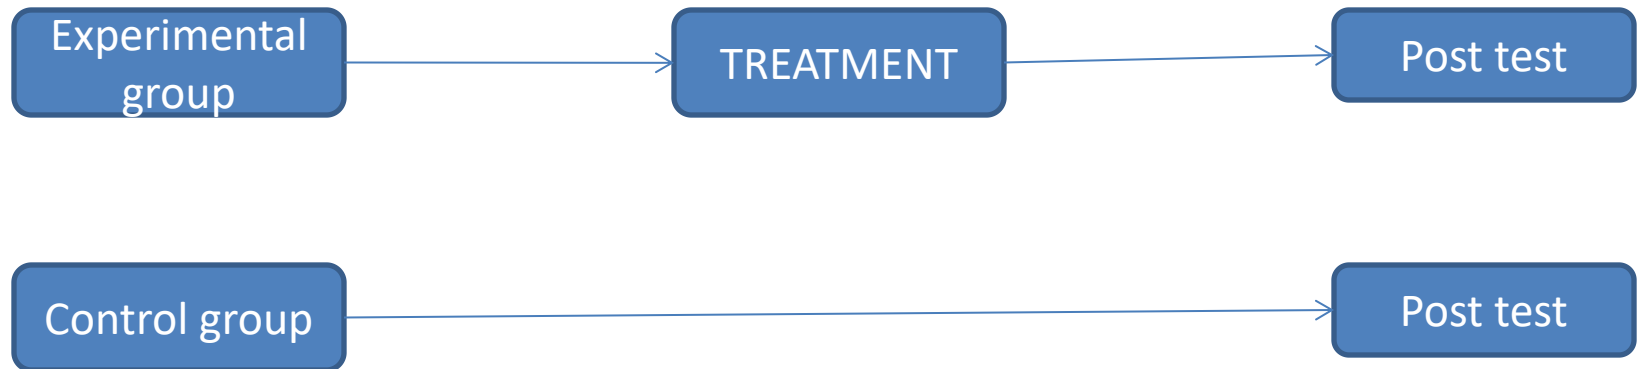 Experimental
group
TREATMENT
Post test
Control group
Post test